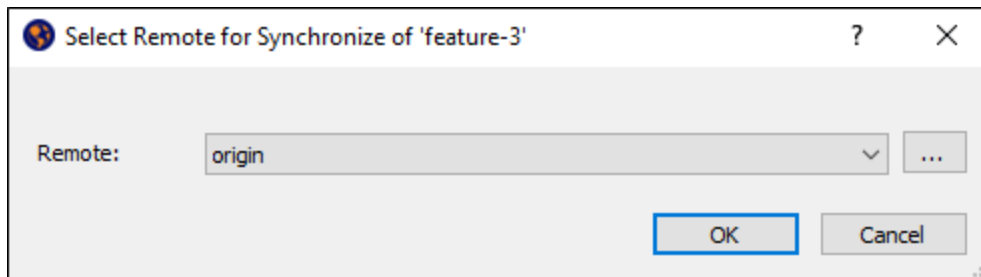 Select Remote for Synchronize of 'feature-3'
?
Remote:
origin
...
OK
Cancel